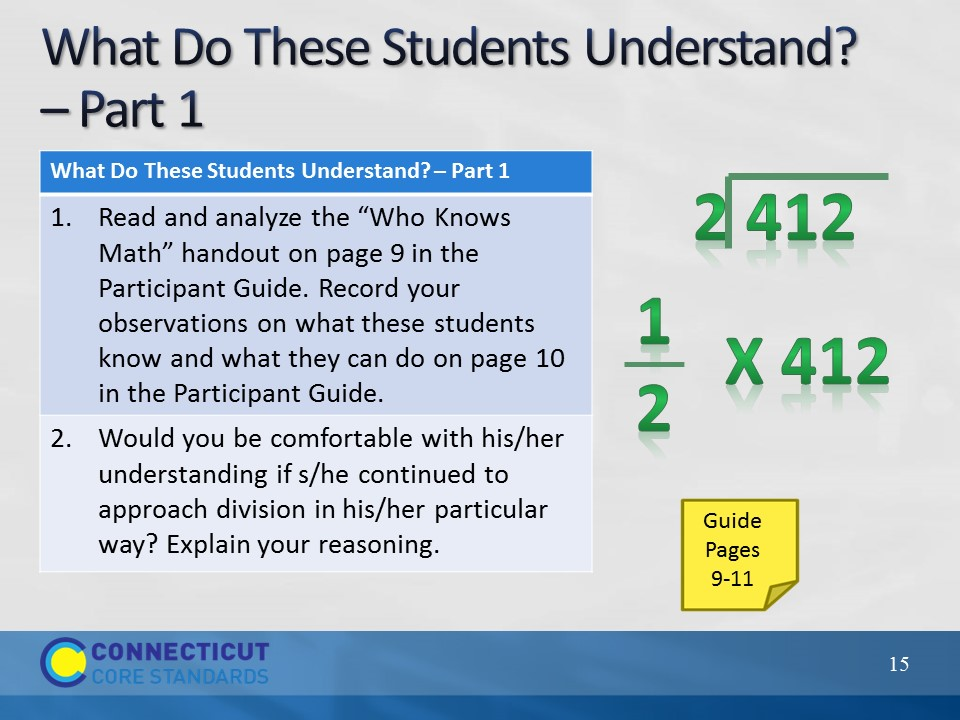 What Do These Students Understand?
– Part 1
What Do These Students Understand? – Part 1
1. Read and analyze the “Who Knows
Math” handout on page 9 in the
Participant Guide. Record your
observations on what these students
know and what they can do on page 10
in the Participant Guide.
2. Would you be comfortable with his/her
understanding if s/he continued to
approach division in his/her particular
way? Explain your reasoning.
2 412
1
2
X 412
Guide
Pages
9-11
CONNECTICUT
CORE STANDARDS
15